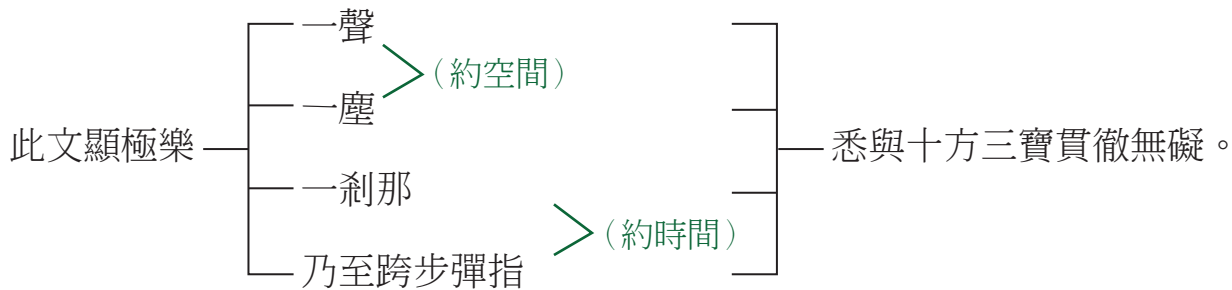 一聲
(約空間)
一塵
此文顯極樂
悉與十方三寶貫徹無礙。
一剎那
(約時間)
乃至跨步彈指